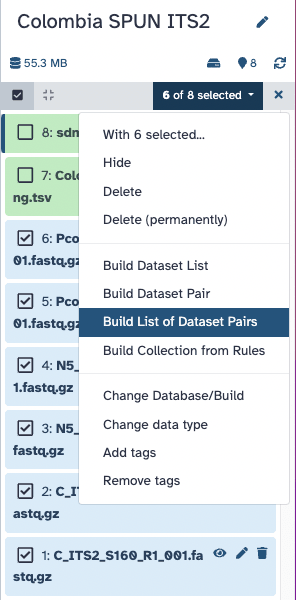 Colombia SPUN ITS2
55.3 MB
8
6 of 8 selected
8: sdn
With 6 selected...
Hide
7: Colo
ng.tsv
Delete
Delete (permanently)
6: Pco
01.fastq.gz
Build Dataset List
5: Pco
01.fastq.gz
Build Dataset Pair
Build List of Dataset Pairs
Build Collection from Rules
4: N5_
1.fastq.gz
Change Database/Build
3: N5_
fastq.gz
Change data type
Add tags
2: C_IT
astq.gz
Remove tags
1: C_ITS2_S160_R1_001.fa
stq.gz